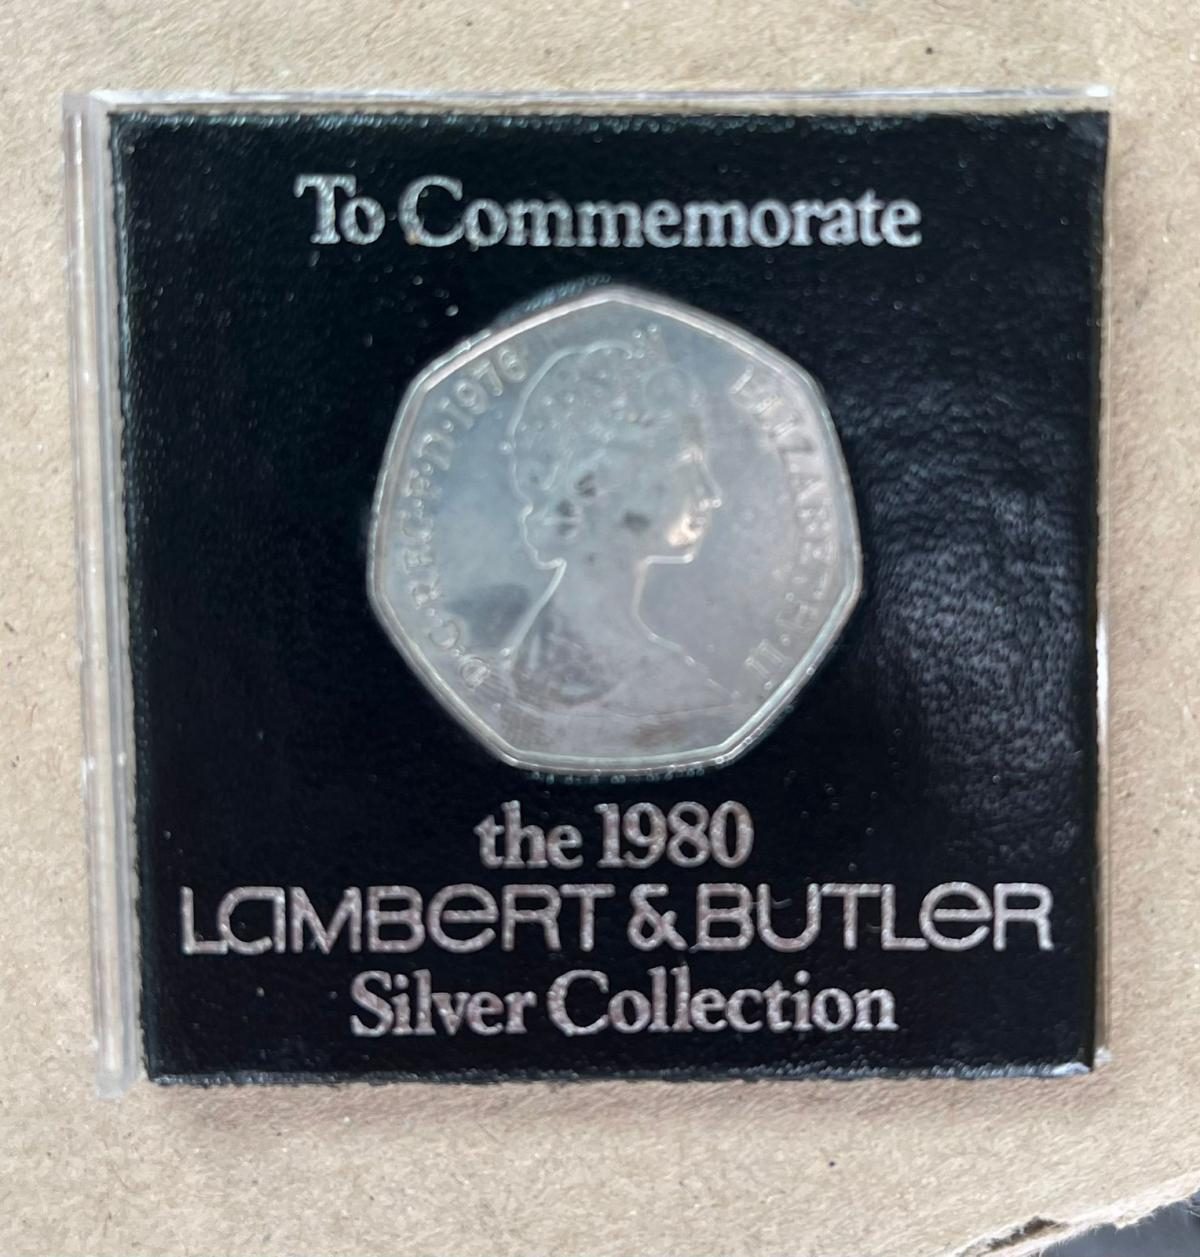 To Commemorate
D·G·REG·F·D·1976
ELIZABETH·II
the 1980
LAMBERT & BUTLER
Silver Collection